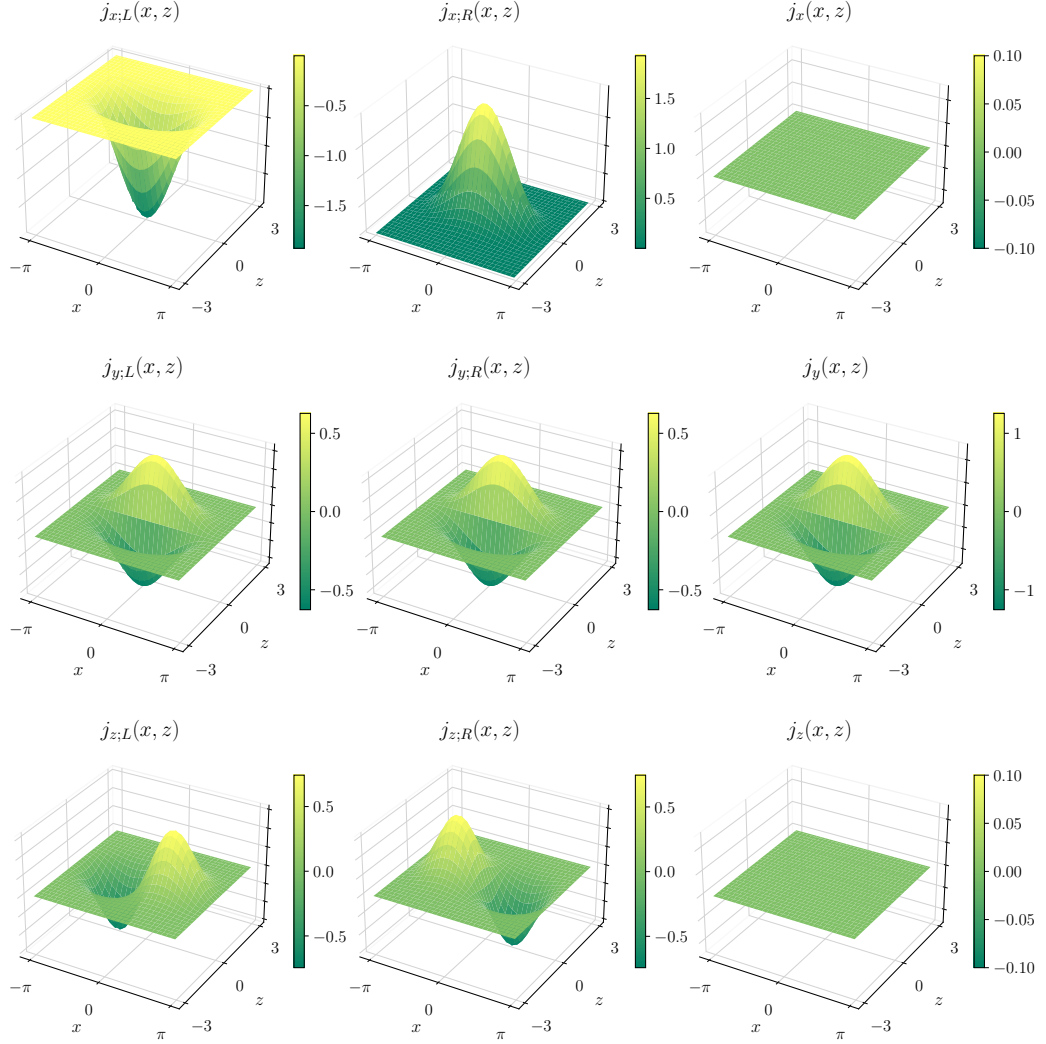 j_{x;L}(x, z)
j_{x;R}(x, z)
j_x(x, z)
−0.5
−1.0
−1.5
−π
0
π
x
−3
0
3
z
1.5
1.0
0.5
−π
0
π
x
−3
0
3
z
0.10
0.05
0.00
−0.05
−0.10
−π
0
π
x
−3
0
3
z
j_{y;L}(x, z)
j_{y;R}(x, z)
j_y(x, z)
0.5
0.0
−0.5
−π
0
π
x
−3
0
3
z
0.5
0.0
−0.5
−π
0
π
x
−3
0
3
z
1
0
−1
−π
0
π
x
−3
0
3
z
j_{z;L}(x, z)
j_{z;R}(x, z)
j_z(x, z)
0.5
0.0
−0.5
−π
0
π
x
−3
0
3
z
0.5
0.0
−0.5
−π
0
π
x
−3
0
3
z
0.10
0.05
0.00
−0.05
−0.10
−π
0
π
x
−3
0
3
z